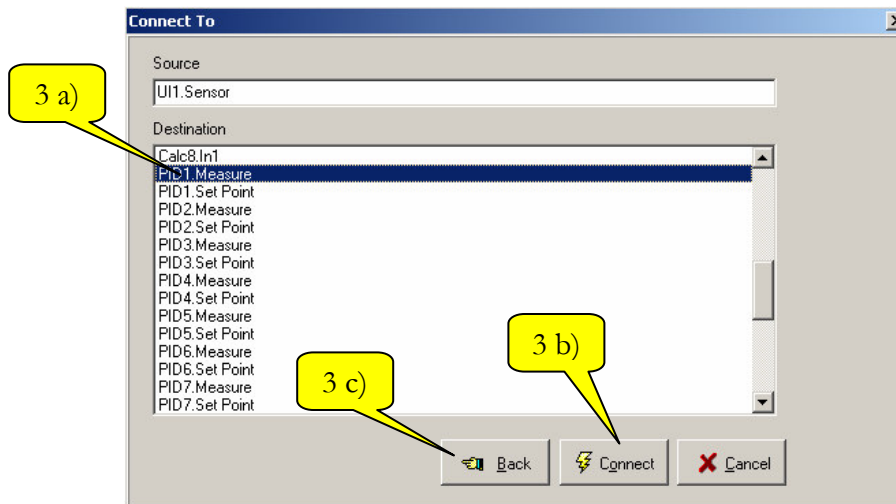 Connect To
Source
UI1.Sensor
3 a)
Destination
Calc8.In1
PID1.Measure
PID1.Set Point
PID2.Measure
PID2.Set Point
PID3.Measure
PID3.Set Point
PID4.Measure
PID4.Set Point
PID5.Measure
PID5.Set Point
PID6.Measure
PID6.Set Point
PID7.Measure
PID7.Set Point
3 b)
3 c)
Back
Connect
Cancel